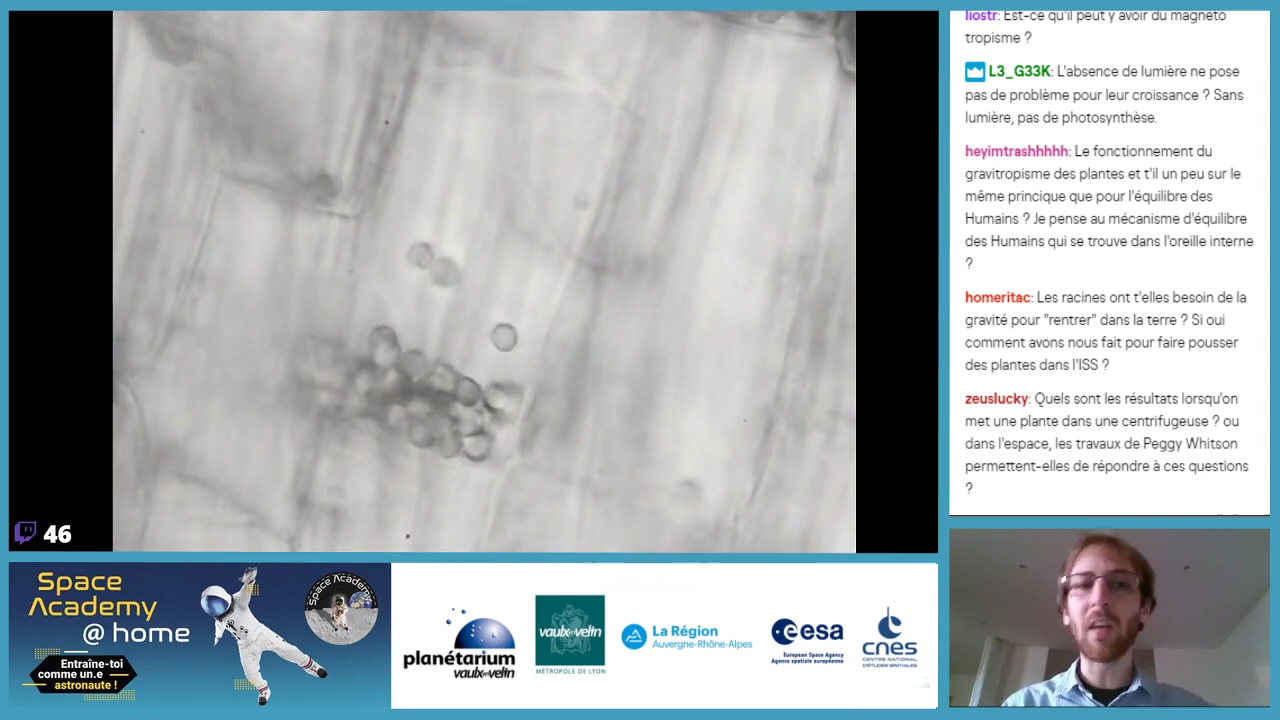 liostr: Est-ce qu'il peut y avoir du magnéto
tropisme ?
L3_G33K: L'absence de lumière ne pose
pas de problème pour leur croissance ? Sans
lumière, pas de photosynthèse.
heyimtrashhhhh: Le fonctionnement du
gravitropisme des plantes et t'il un peu sur le
même principe que pour l'équilibre des
Humains ? Je pense au mécanisme d'équilibre
des Humains qui se trouve dans l'oreille interne
?
homeritac: Les racines ont t'elles besoin de la
gravité pour "rentrer" dans la terre ? Si oui
comment avons nous fait pour faire pousser
des plantes dans l'ISS ?
zeuslucky: Quels sont les résultats lorsqu'on
met une plante dans une centrifugeuse ? ou
dans l'espace, les travaux de Peggy Whitson
permettent-elles de répondre à ces questions
?
46
Space
Academy
@ home
Entraîne-toi
comme un.e
astronaute !
Space Academy
planétarium
vaulx en velin
vaulx en velin
MÉTROPOLE DE LYON
La Région
Auvergne-Rhône-Alpes
esa
European Space Agency
Agence spatiale européenne
cnes
CENTRE NATIONAL
D'ÉTUDES SPATIALES